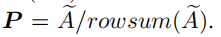 𝑷 = Ã/rowsum(Ã).